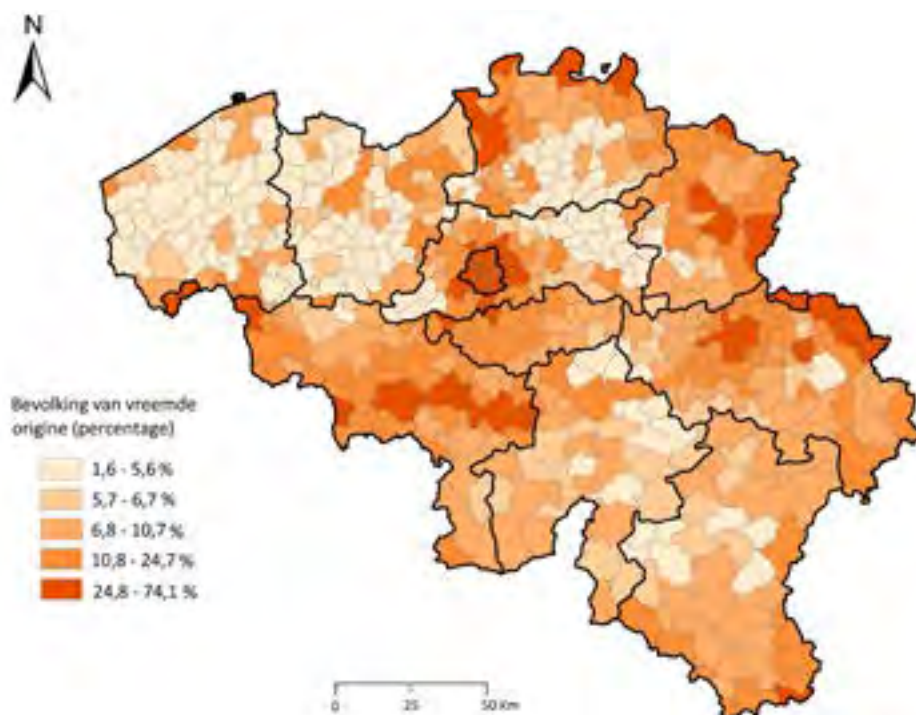 N
Bevolking van vreemde
origine (percentage)
1,6 - 5,6 %
5,7 - 6,7 %
6,8 - 10,7 %
10,8 - 24,7 %
24,8 - 74,1 %
0 25 50 Km